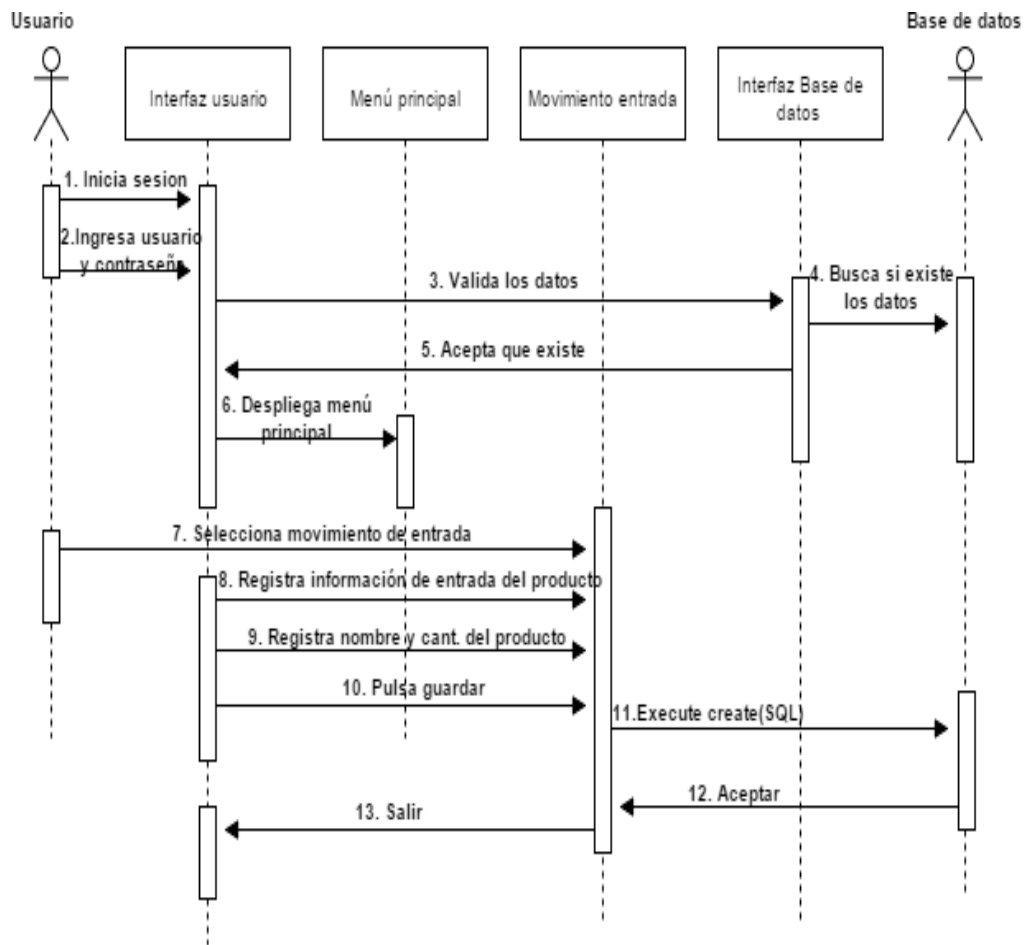 Usuario
Base de datos
Interfaz usuario
Menú principal
Movimiento entrada
Interfaz Base de
datos
1. Inicia sesion
2.Ingresa usuario
y contraseña
3. Valida los datos
4. Busca si existe
los datos
5. Acepta que existe
6. Despliega menú
principal
7. Selecciona movimiento de entrada
8. Registra información de entrada del producto
9. Registra nombre y cant. del producto
10. Pulsa guardar
11.Execute create(SQL)
12. Aceptar
13. Salir